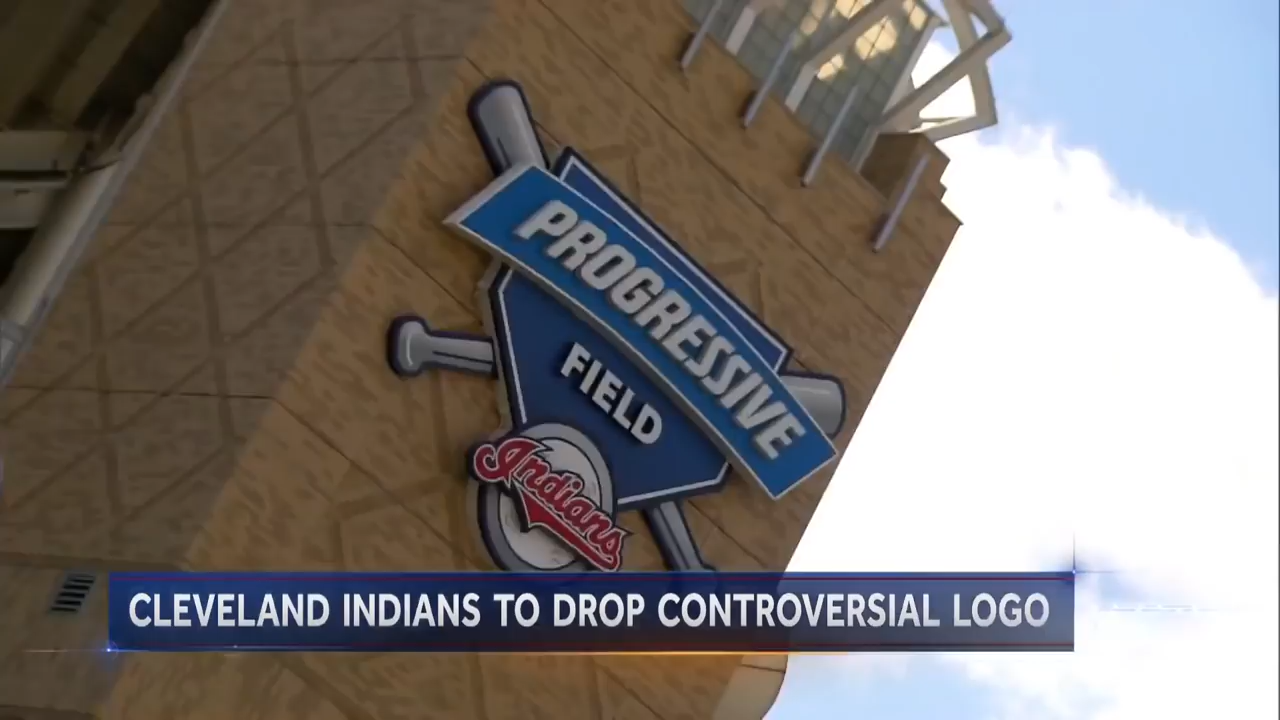 PROGRESSIVE
FIELD
Indians
CLEVELAND INDIANS TO DROP CONTROVERSIAL LOGO